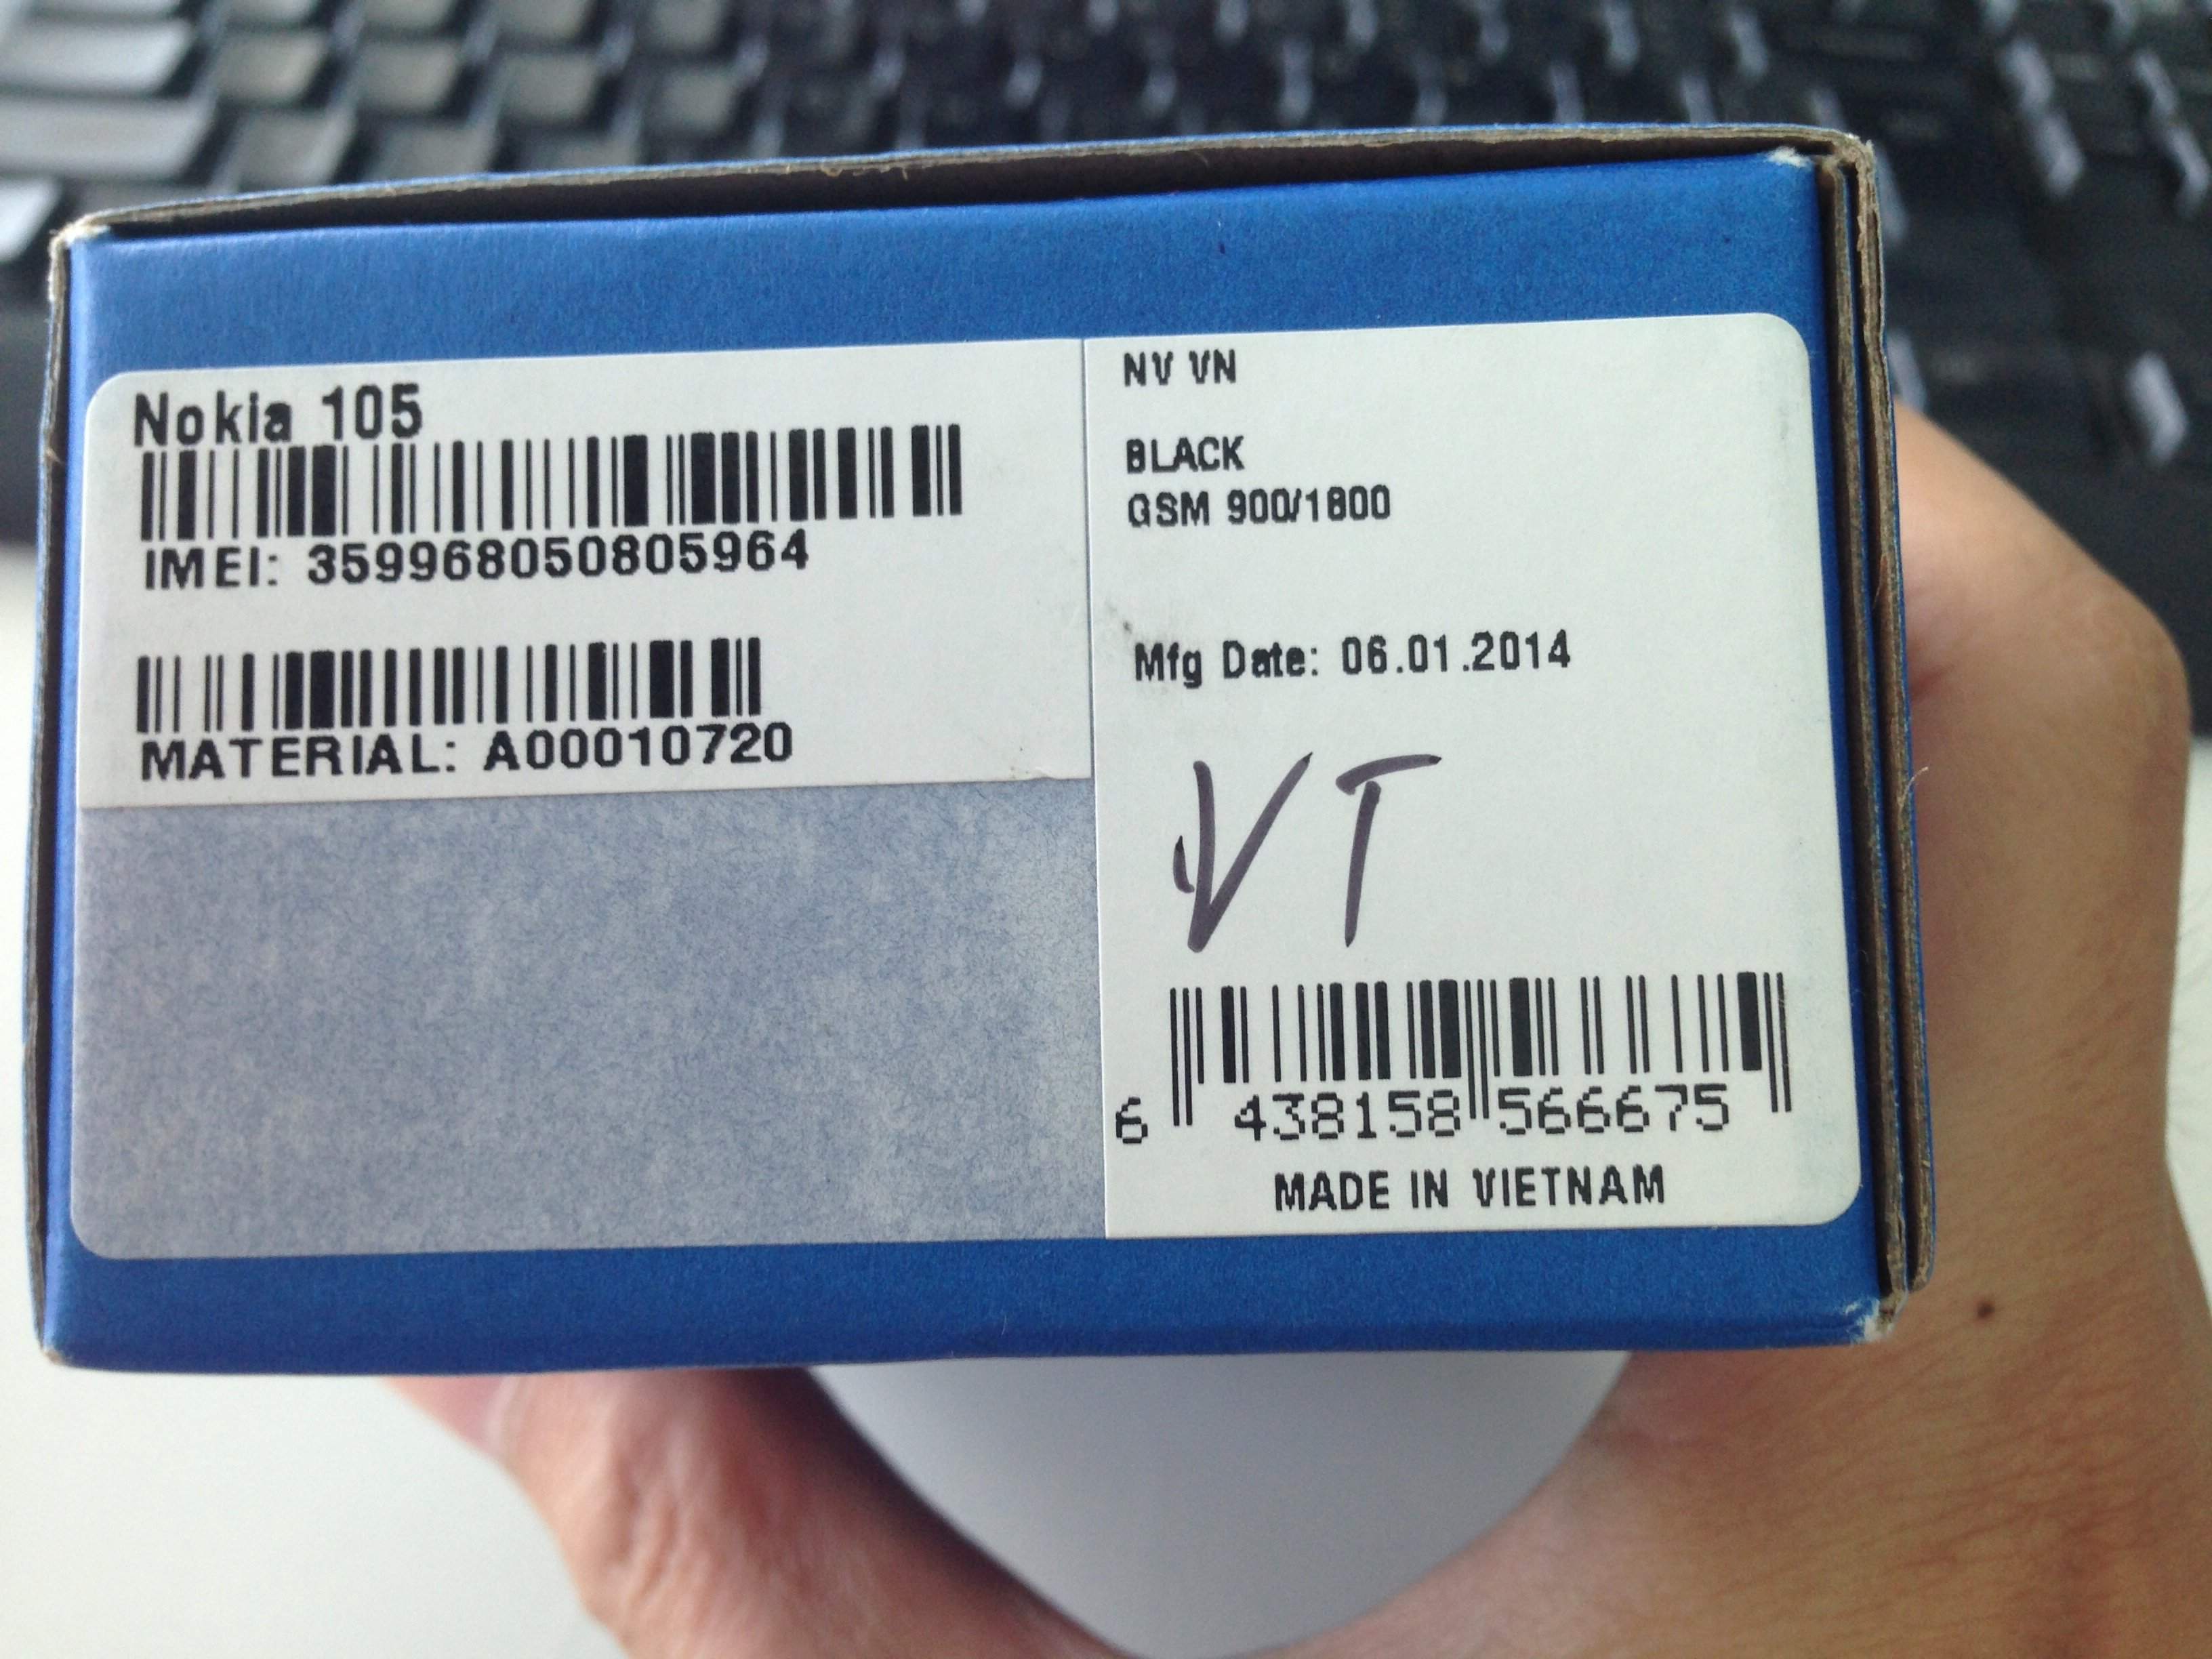 Nokia 105
IMEI: 359968050805964
MATERIAL: A00010720
NV VN
BLACK
GSM 900/1800
Mfg Date: 06.01.2014
VT
6 438158 566675
MADE IN VIETNAM